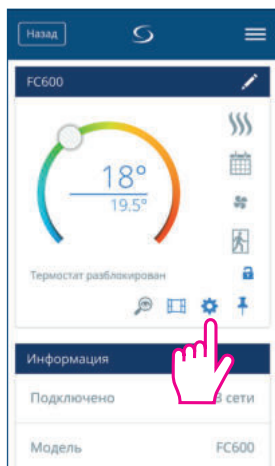 Назад
FC600
18°
19.5°
Термостат разблокирован
Информация
Подключено
сети
Модель
FC600